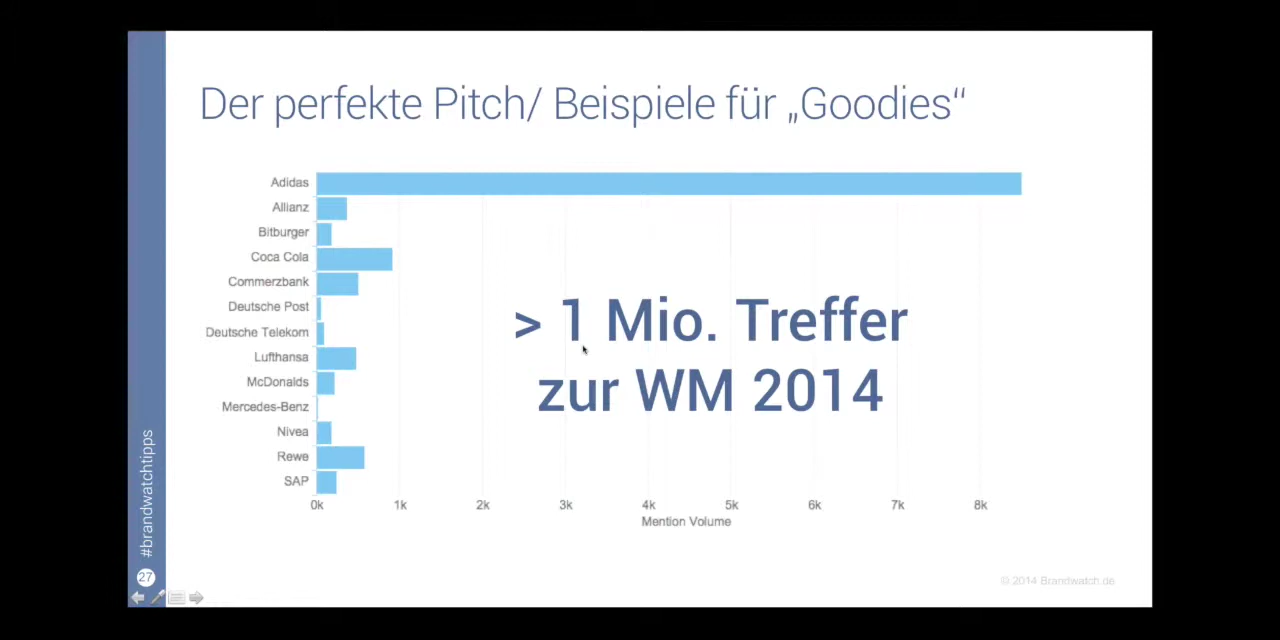 Der perfekte Pitch/ Beispiele für „Goodies“
Adidas
Allianz
Bitburger
Coca Cola
Commerzbank
Deutsche Post
Deutsche Telekom
Lufthansa
McDonalds
Mercedes-Benz
Nivea
Rewe
SAP
> 1 Mio. Treffer
zur WM 2014
0k 1k 2k 3k 4k 5k 6k 7k 8k
Mention Volume
#brandwatchtipps
27
© 2014 Brandwatch.de